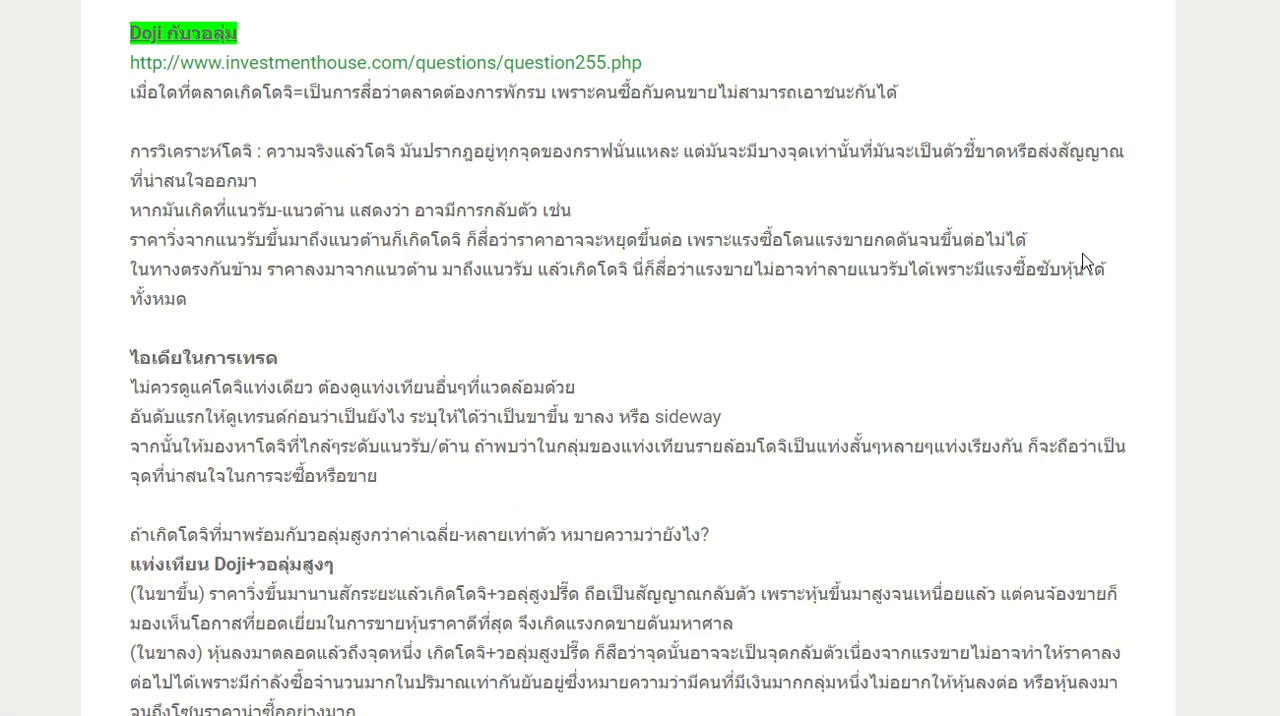 Doji กับวอลุ่ม
http://www.investmenthouse.com/questions/question255.php
เมื่อใดที่ตลาดเกิดโดจิ=เป็นการสื่อว่าตลาดต้องการพักรบ เพราะคนซื้อกับคนขายไม่สามารถเอาชนะกันได้
การวิเคราะห์โดจิ : ความจริงแล้วโดจิ มันปรากฏอยู่ทุกจุดของกราฟนั่นแหละ แต่มันจะมีบางจุดเท่านั้นที่มันจะเป็นตัวชี้ขาดหรือส่งสัญญาณ
ที่น่าสนใจออกมา
หากมันเกิดที่แนวรับ-แนวต้าน แสดงว่า อาจมีการกลับตัว เช่น
ราคาวิ่งจากแนวรับขึ้นมาถึงแนวต้านก็เกิดโดจิ ก็สื่อว่าราคาอาจจะหยุดขึ้นต่อ เพราะแรงซื้อโดนแรงขายกดดันจนขึ้นต่อไม่ได้
ในทางตรงกันข้าม ราคาลงมาจากแนวต้าน มาถึงแนวรับ แล้วเกิดโดจิ นี่ก็สื่อว่าแรงขายไม่อาจทำลายแนวรับได้เพราะมีแรงซื้อซับหุ้นได้
ทั้งหมด
ไอเดียในการเทรด
ไม่ควรดูแค่โดจิแท่งเดียว ต้องดูแท่งเทียนอื่นๆที่แวดล้อมด้วย
อันดับแรกให้ดูเทรนด์ก่อนว่าเป็นยังไง ระบุให้ได้ว่าเป็นขาขึ้น ขาลง หรือ sideway
จากนั้นให้มองหาโดจิที่ไกล้ๆระดับแนวรับ/ต้าน ถ้าพบว่าในกลุ่มของแท่งเทียนรายล้อมโดจิเป็นแท่งสั้นๆหลายๆแท่งเรียงกัน ก็จะถือว่าเป็น
จุดที่น่าสนใจในการจะซื้อหรือขาย
ถ้าเกิดโดจิที่มาพร้อมกับวอลุ่มสูงกว่าค่าเฉลี่ย-หลายเท่าตัว หมายความว่ายังไง?
แท่งเทียน Doji+วอลุ่มสูงๆ
(ในขาขึ้น) ราคาวิ่งขึ้นมานานสักระยะแล้วเกิดโดจิ+วอลุ่สูงปรี๊ด ถือเป็นสัญญาณกลับตัว เพราะหุ้นขึ้นมาสูงจนเหนื่อยแล้ว แต่คนจ้องขายก็
มองเห็นโอกาสที่ยอดเยี่ยมในการขายหุ้นราคาดีที่สุด จึงเกิดแรงกดขายดันมหาศาล
(ในขาลง) หุ้นลงมาตลอดแล้วถึงจุดหนึ่ง เกิดโดจิ+วอลุ่มสูงปรี๊ด ก็สือว่าจุดนั้นอาจจะเป็นจุดกลับตัวเนื่องจากแรงขายไม่อาจทำให้ราคาลง
ต่อไปได้เพราะมีกำลังซื้อจำนวนมากในปริมาณเท่ากันยันอยู่ซึ่งหมายความว่ามีคนที่มีเงินมากกลุ่มหนึ่งไม่อยากให้หุ้นลงต่อ หรือหุ้นลงมา
จนถึงโซนราคาน่าซื้ออย่างมาก